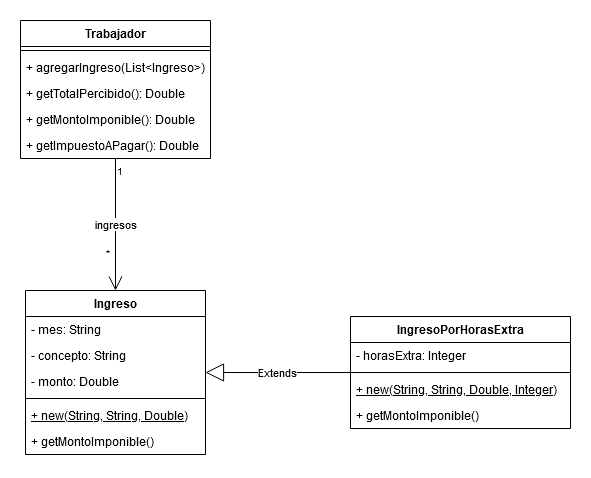 Trabajador
+ agregarIngreso(List<Ingreso>)
+ getTotalPercibido(): Double
+ getMontoImponible(): Double
+ getImpuestoAPagar(): Double
1
ingresos
*
Ingreso
- mes: String
- concepto: String
- monto: Double
+ new(String, String, Double)
+ getMontoImponible()
Extends
IngresoPorHorasExtra
- horasExtra: Integer
+ new(String, String, Double, Integer)
+ getMontoImponible()